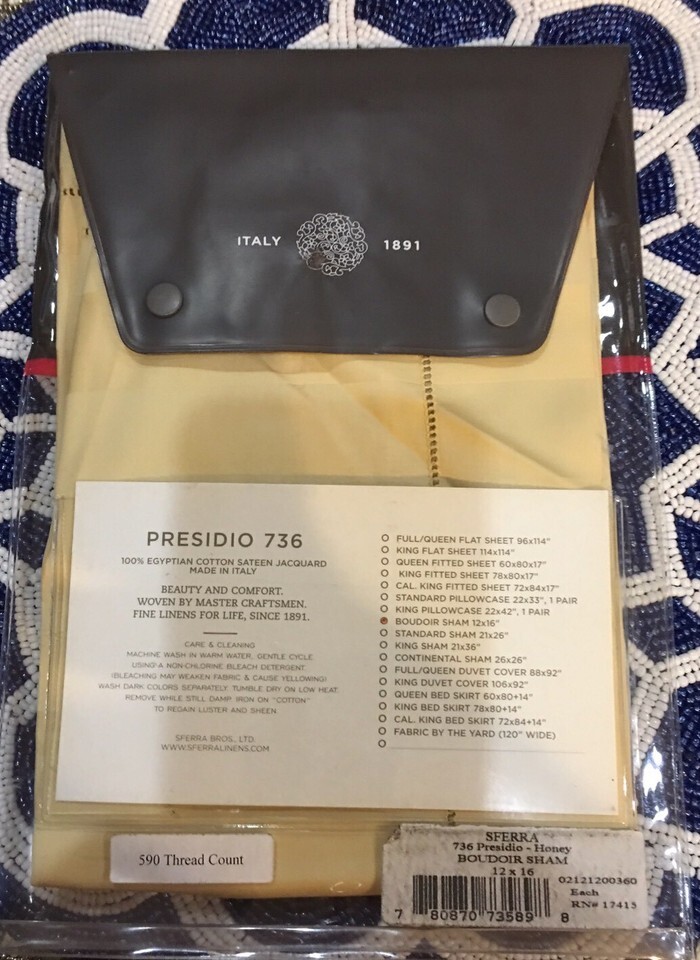 ITALY 1891
PRESIDIO 736
100% EGYPTIAN COTTON SATEEN JACQUARD
MADE IN ITALY
BEAUTY AND COMFORT.
WOVEN BY MASTER CRAFTSMEN.
FINE LINENS FOR LIFE, SINCE 1891.
CARE & CLEANING
MACHINE WASH IN WARM WATER, GENTLE CYCLE
USING A NON-CHLORINE BLEACH DETERGENT.
(BLEACHING MAY WEAKEN FABRIC & CAUSE YELLOWING)
WASH DARK COLORS SEPARATELY. TUMBLE DRY ON LOW HEAT.
REMOVE WHILE STILL DAMP. IRON ON "COTTON"
TO REGAIN LUSTER AND SHEEN.
SFERRA BROS., LTD.
WWW.SFERRALINENS.COM
FULL/QUEEN FLAT SHEET 96x114"
KING FLAT SHEET 114x114"
QUEEN FITTED SHEET 60x80x17"
KING FITTED SHEET 78x80x17"
CAL. KING FITTED SHEET 72x84x17"
STANDARD PILLOWCASE 22x33", 1 PAIR
KING PILLOWCASE 22x42", 1 PAIR
BOUDOIR SHAM 12x16"
STANDARD SHAM 21x26"
KING SHAM 21x36"
CONTINENTAL SHAM 26x26"
FULL/QUEEN DUVET COVER 88x92"
KING DUVET COVER 106x92"
QUEEN BED SKIRT 60x80+14"
KING BED SKIRT 78x80+14"
CAL. KING BED SKIRT 72x84+14"
FABRIC BY THE YARD (120" WIDE)
590 Thread Count
SFERRA
736 Presidio - Honey
BOUDOIR SHAM
12 x 16
02121200360
Each
RN# 17415
7 80870 73589 8